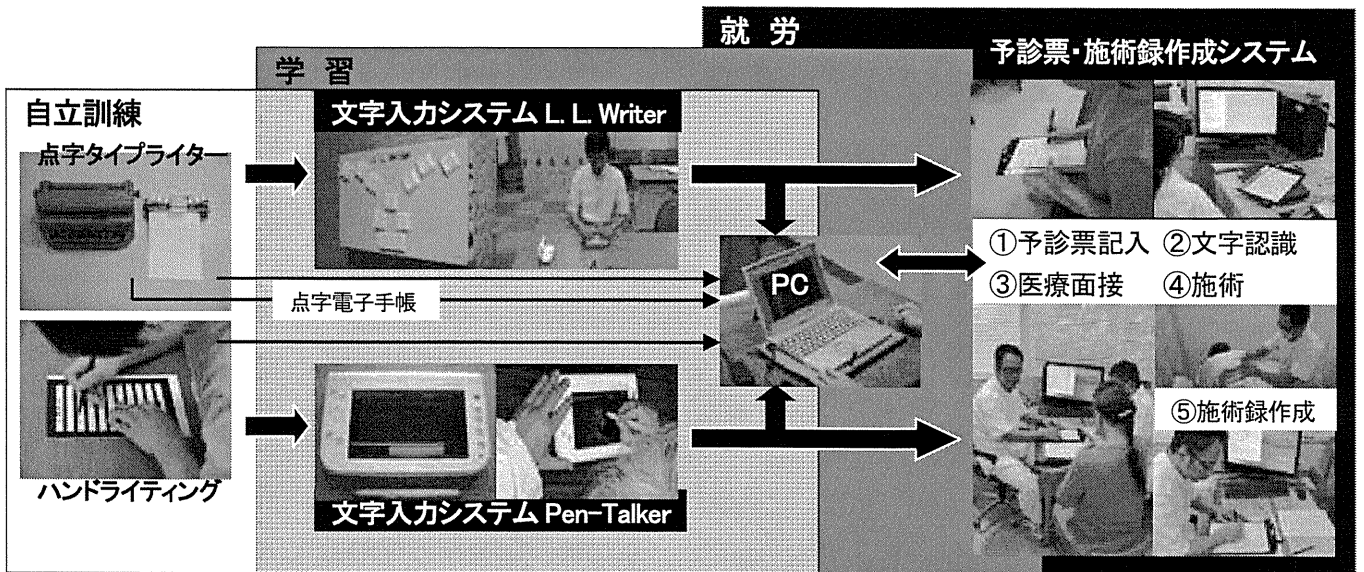 就 労
予診票・施術録作成システム
学 習
文字入力システム L. L. Writer
自立訓練
点字タイプライター
点字電子手帳
PC
①予診票記入 ②文字認識
③医療面接 ④施術
⑤施術録作成
ハンドライティング
文字入力システム Pen-Talker